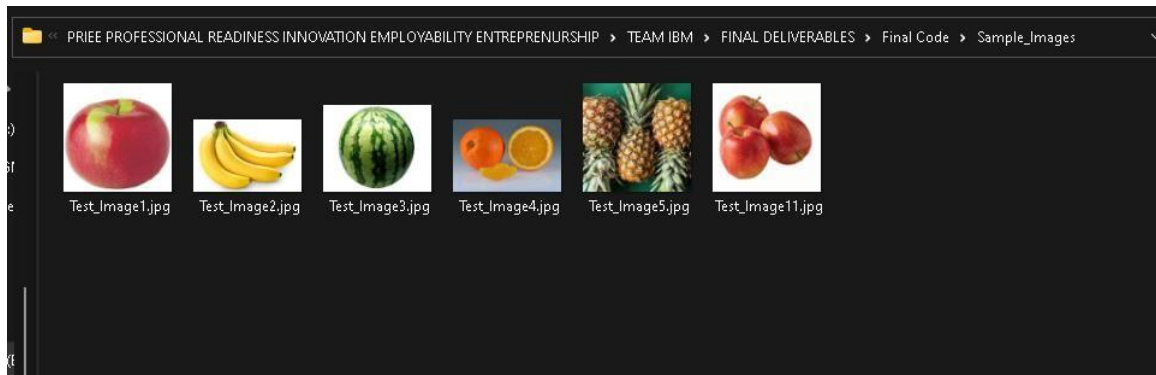 « PRIEE PROFESSIONAL READINESS INNOVATION EMPLOYABILITY ENTREPRENURSHIP › TEAM IBM › FINAL DELIVERABLES › Final Code › Sample_Images
Test_Image1.jpg Test_Image2.jpg Test_Image3.jpg Test_Image4.jpg Test_Image5.jpg Test_Image11.jpg